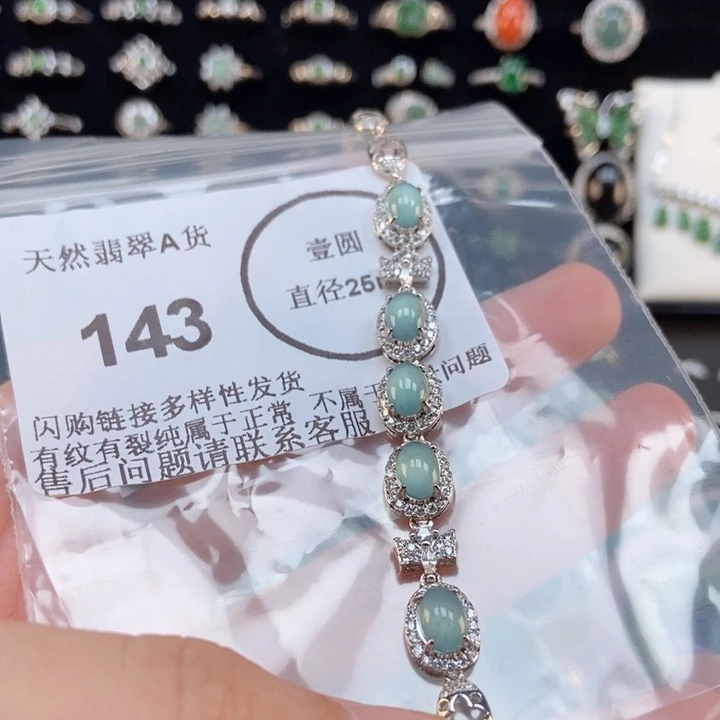 天然翡翠A货
143
壹圆
直径25
闪购链接多样性发货
有纹有裂纯属于正常 不属于 问题
售后问题请联系客服